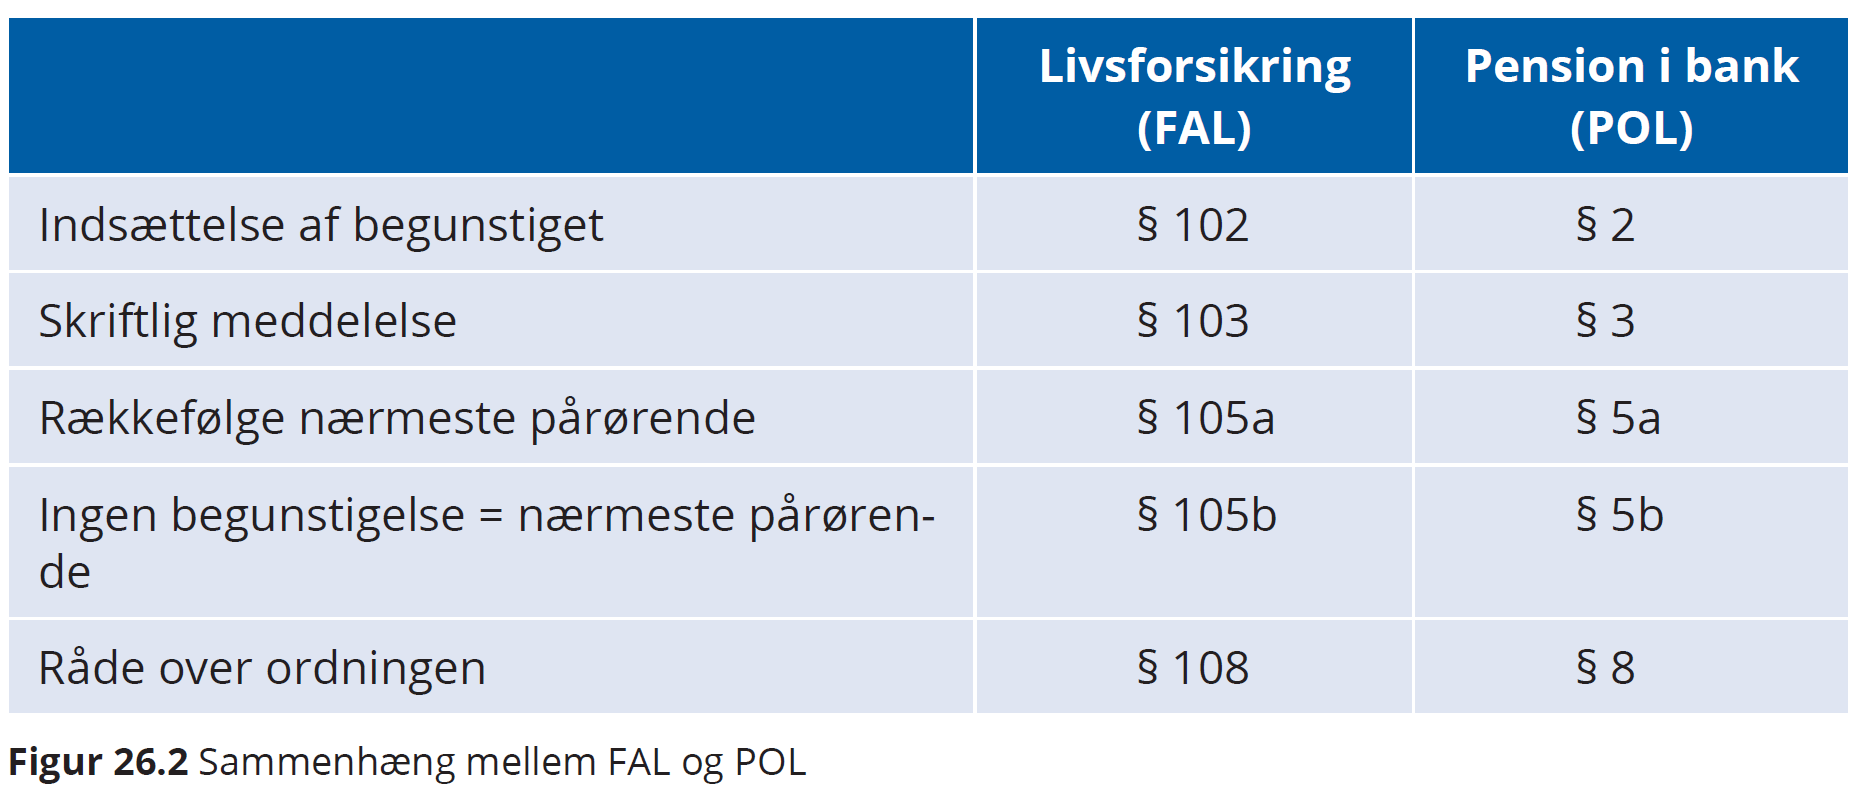 Livsforsikring Pension i bank
(FAL) (POL)
Indsættelse af begunstiget § 102 § 2
Skriftlig meddelelse § 103 § 3
Rækkefølge nærmeste pårørende § 105a § 5a
Ingen begunstigelse = nærmeste pårøren- § 105b § 5b
de
Råde over ordningen § 108 § 8
Figur 26.2 Sammenhæng mellem FAL og POL